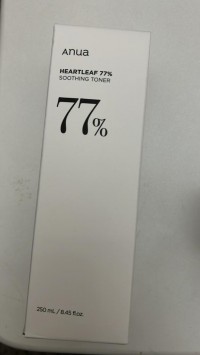 Anua
HEARTLEAF 77%
SOOTHING TONER
77%
250 mL / 8.45 fl.oz